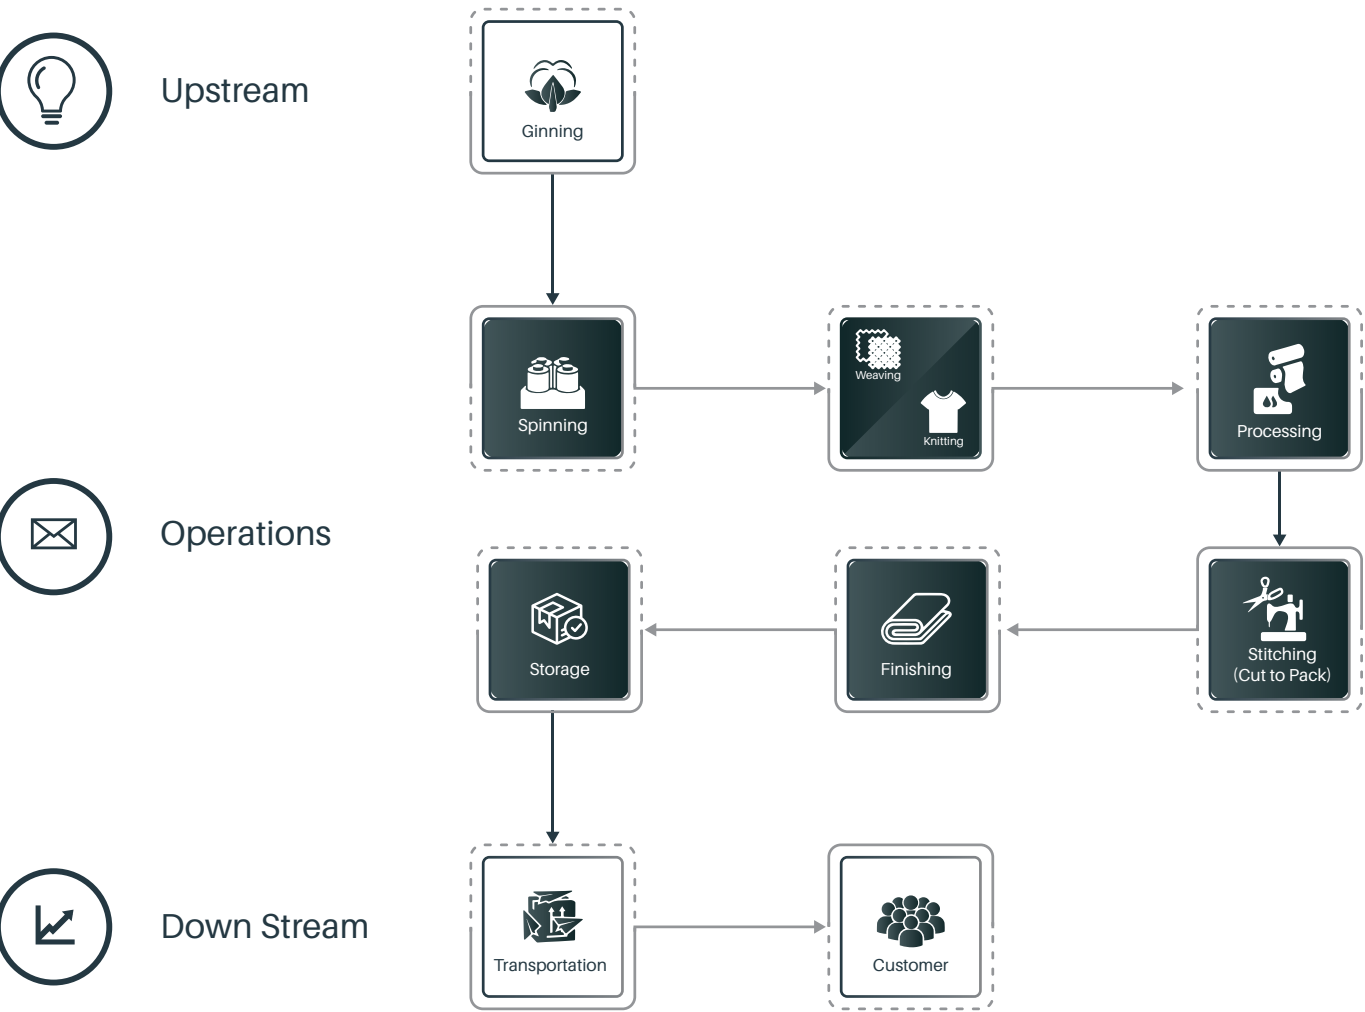 Upstream
Ginning
Spinning
Weaving
Knitting
Processing
Operations
Storage
Finishing
Stitching
(Cut to Pack)
Down Stream
Transportation
Customer